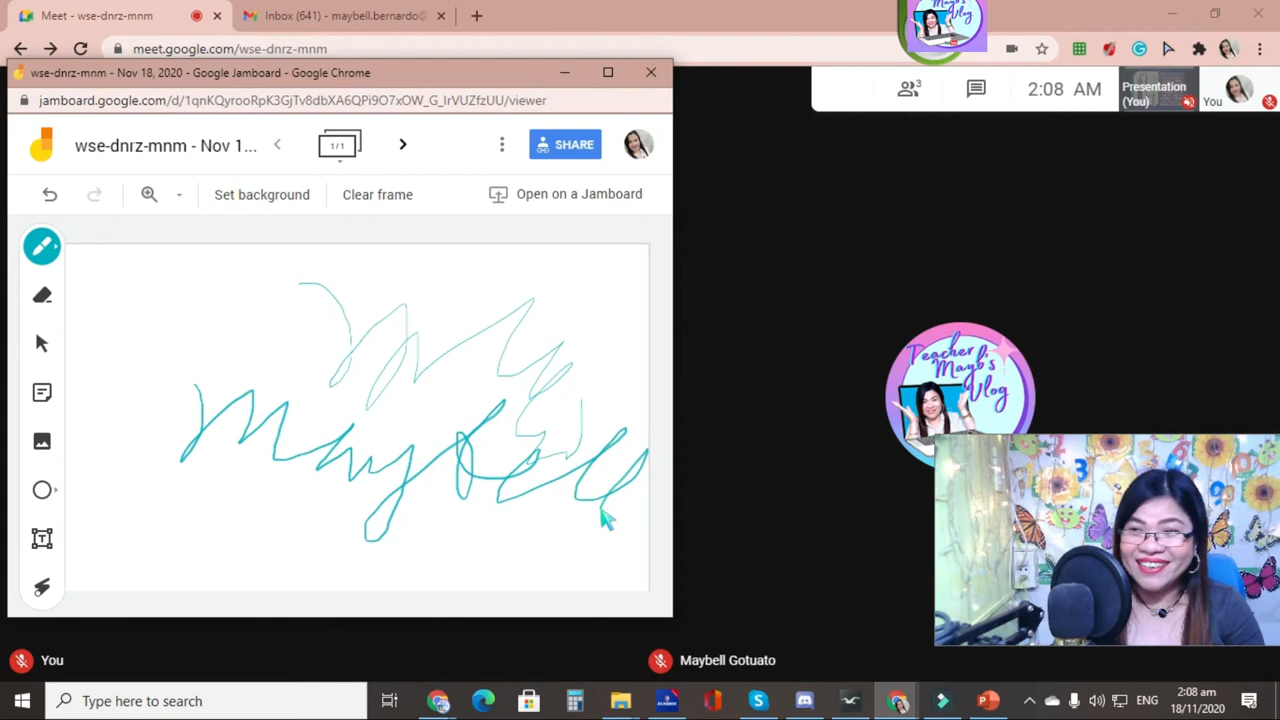 Meet - wse-dnrz-mnm
Inbox (641) - maybell.bernardo@
meet.google.com/wse-dnrz-mnm
wse-dnrz-mnm - Nov 18, 2020 - Google Jamboard - Google Chrome
jamboard.google.com/d/1qnKQyrooRpK3GjTv8dbXA6QPi9O7xOW_G_IrVUZfzUU/viewer
3
2:08 AM
Presentation
(You)
You
wse-dnrz-mnm - Nov 1...
1/1
SHARE
Set background
Clear frame
Open on a Jamboard
Maybell
Teacher
Mayb's
Vlog
You
Maybell Gotuato
Type here to search
ENG
2:08 am
18/11/2020